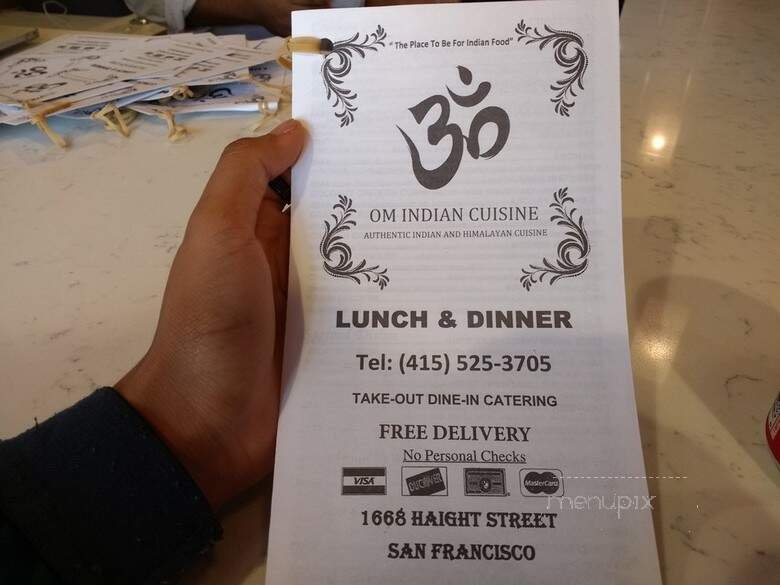 " The Place To Be For Indian Food"
ॐ
OM INDIAN CUISINE
AUTHENTIC INDIAN AND HIMALAYAN CUISINE
LUNCH & DINNER
Tel: (415) 525-3705
TAKE-OUT DINE-IN CATERING
FREE DELIVERY
No Personal Checks
VISA DISCOVER MasterCard
menupix
1668 HAIGHT STREET
SAN FRANCISCO